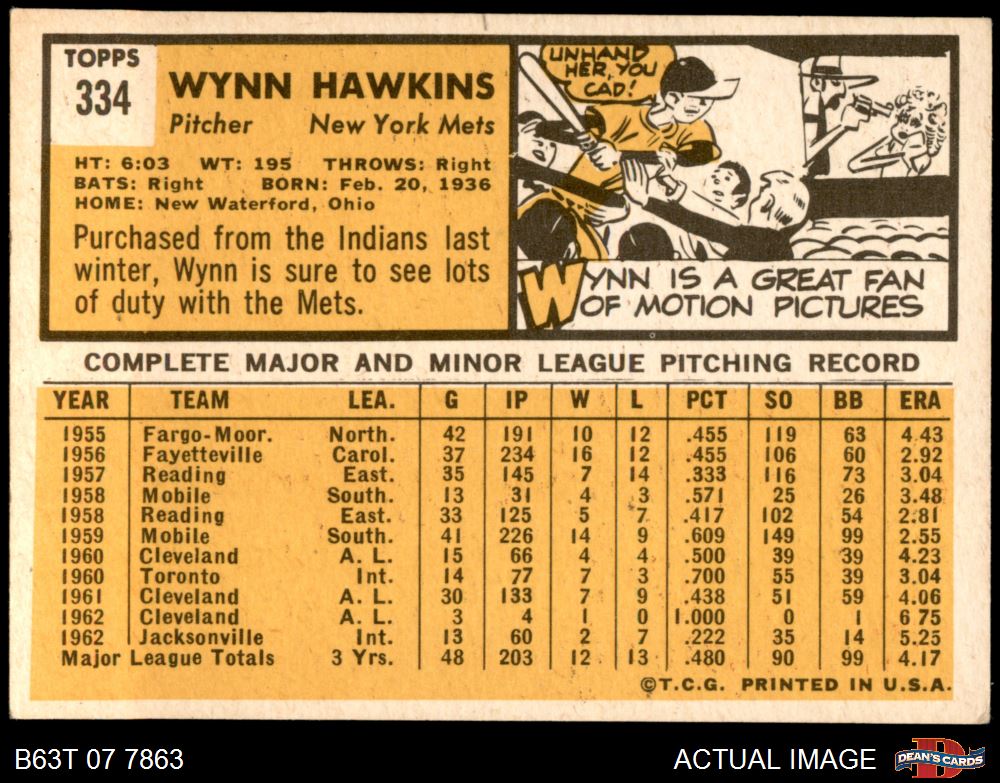 TOPPS
334
WYNN HAWKINS
Pitcher New York Mets
HT: 6:03 WT: 195 THROWS: Right
BATS: Right BORN: Feb. 20, 1936
HOME: New Waterford, Ohio
Purchased from the Indians last
winter, Wynn is sure to see lots
of duty with the Mets.
UNHAND
HER, YOU
CAD!
WYNN IS A GREAT FAN
OF MOTION PICTURES
COMPLETE MAJOR AND MINOR LEAGUE PITCHING RECORD
YEAR TEAM LEA. G IP W L PCT SO BB ERA
1955 Fargo-Moor. North. 42 191 10 12 .455 119 63 4.43
1956 Fayetteville Carol. 37 234 16 12 .455 106 60 2.92
1957 Reading East. 35 145 7 14 .333 116 73 3.04
1958 Mobile South. 13 31 4 3 .571 25 26 3.48
1958 Reading East. 33 125 5 7 .417 102 54 2.81
1959 Mobile South. 41 226 14 9 .609 149 99 2.55
1960 Cleveland A. L. 15 66 4 4 .500 39 39 4.23
1960 Toronto Int. 14 77 7 3 .700 55 39 3.04
1961 Cleveland A. L. 30 133 7 9 .438 51 59 4.06
1962 Cleveland A. L. 3 4 1 0 1.000 0 1 6 75
1962 Jacksonville Int. 13 60 2 7 .222 35 14 5.25
Major League Totals 3 Yrs. 48 203 12 13 .480 90 99 4.17
©T.C.G. PRINTED IN U.S.A.
B63T 07 7863 ACTUAL IMAGE DEAN'S CARDS